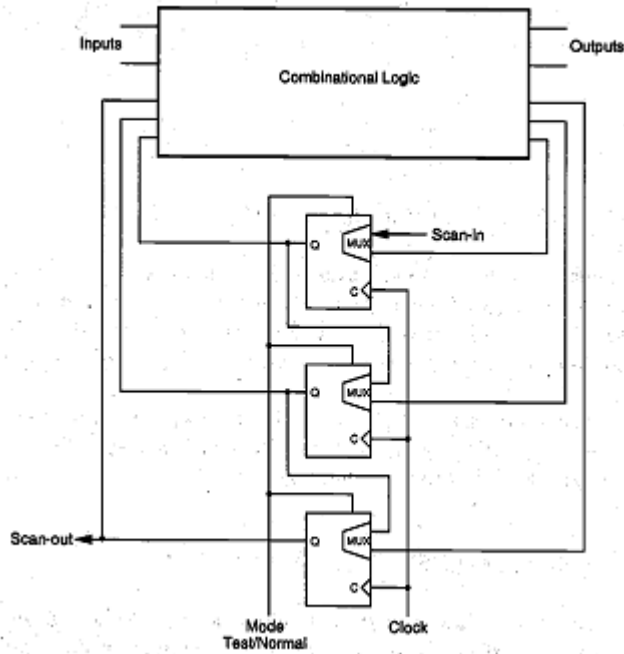 Inputs
Combinational Logic
Outputs
Q
MUX
Scan-in
C
Q
MUX
C
Q
MUX
Scan-out
C
Mode
Test/Normal
Clock